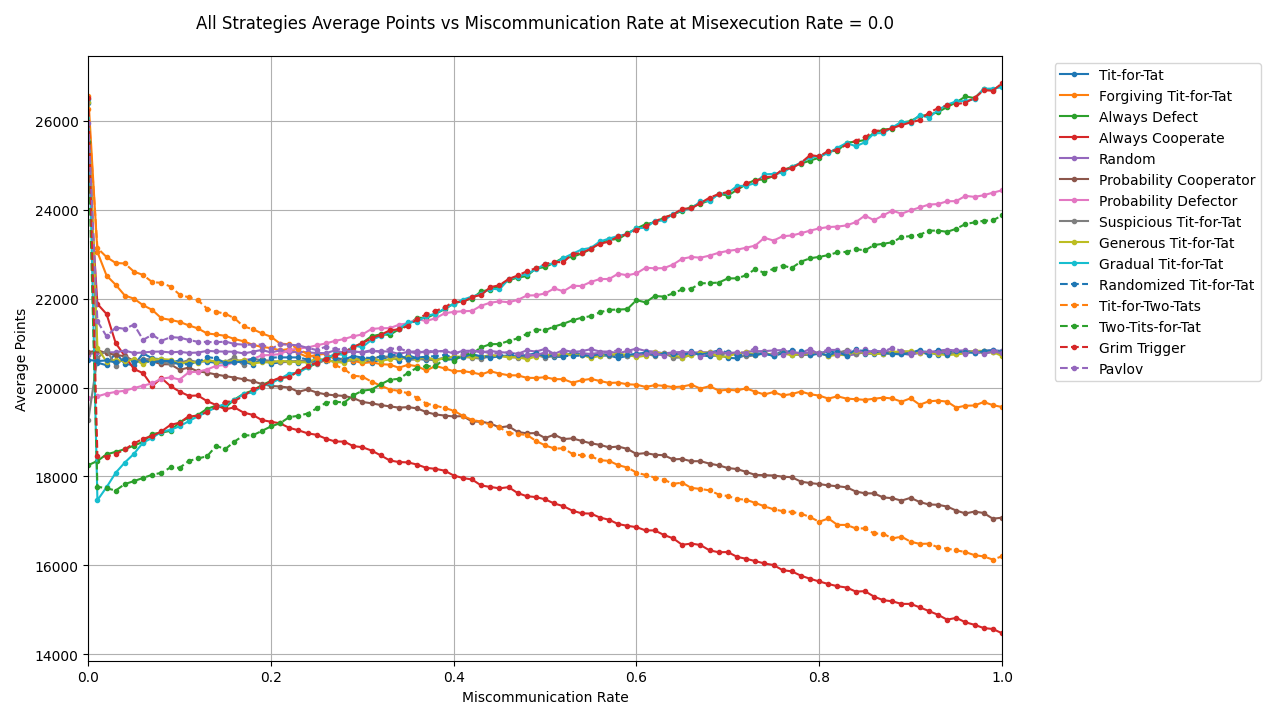 All Strategies Average Points vs Miscommunication Rate at Misexecution Rate = 0.0
Average Points
26000
24000
22000
20000
18000
16000
14000
0.0 0.2 0.4 0.6 0.8 1.0
Miscommunication Rate
Tit-for-Tat
Forgiving Tit-for-Tat
Always Defect
Always Cooperate
Random
Probability Cooperator
Probability Defector
Suspicious Tit-for-Tat
Generous Tit-for-Tat
Gradual Tit-for-Tat
Randomized Tit-for-Tat
Tit-for-Two-Tats
Two-Tits-for-Tat
Grim Trigger
Pavlov